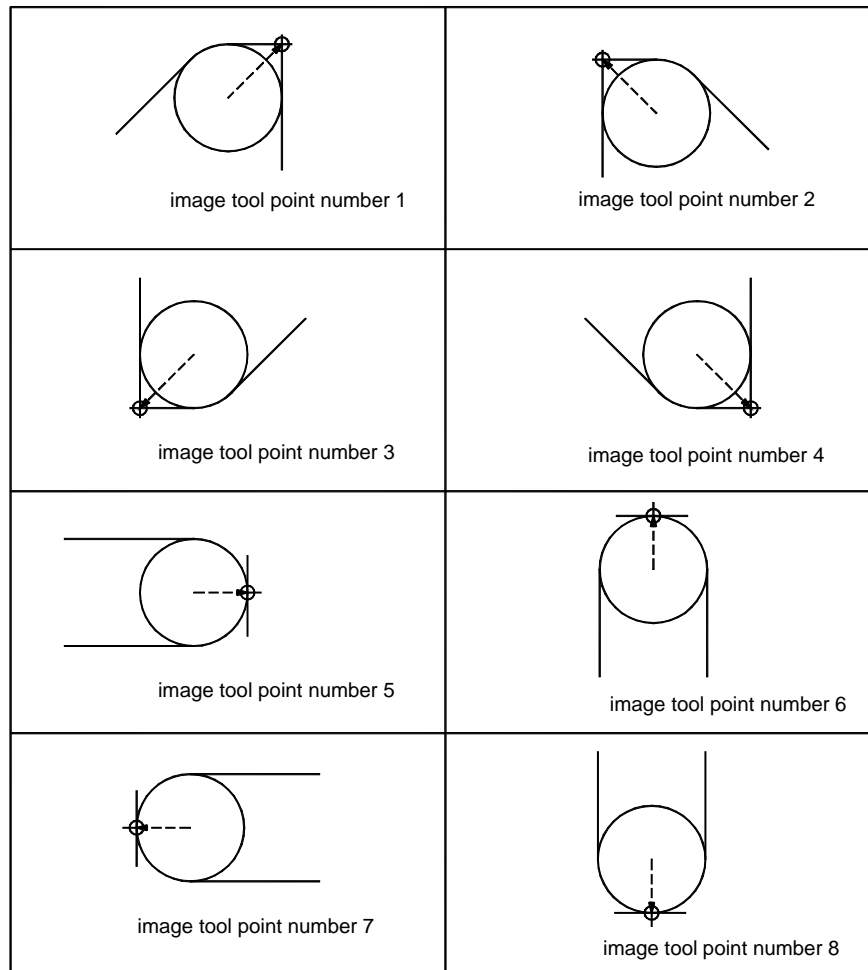 image tool point number 1
image tool point number 2
image tool point number 3
image tool point number 4
image tool point number 5
image tool point number 6
image tool point number 7
image tool point number 8